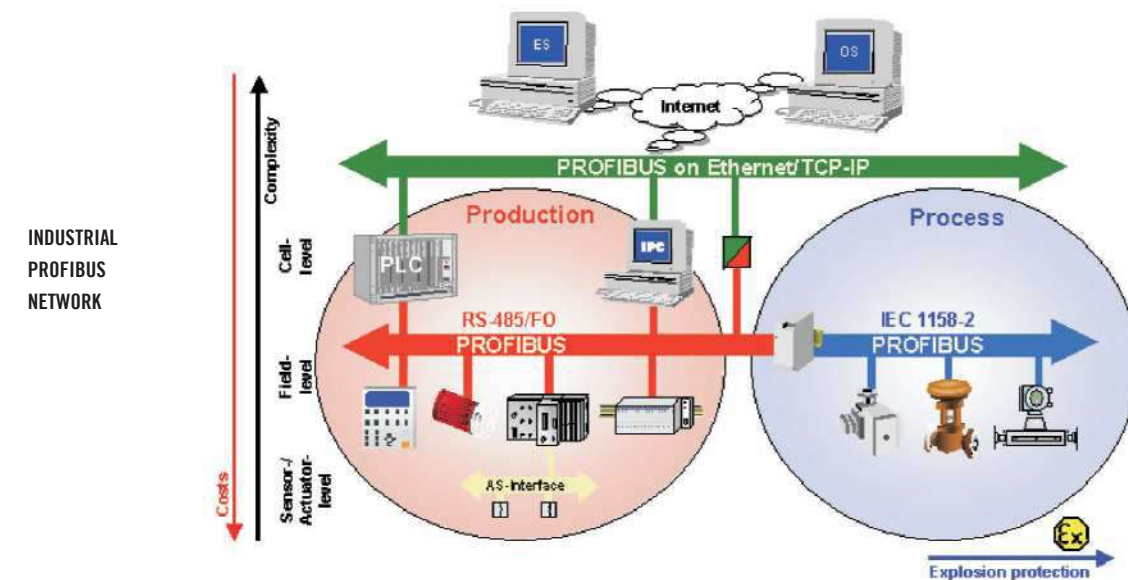 INDUSTRIAL
PROFIBUS
NETWORK
ES
OS
Internet
Complexity
PROFIBUS on Ethernet/TCP-IP
Production
Process
Cell-
level
PLC
IPC
RS-485/FO
PROFIBUS
IEC 1158-2
PROFIBUS
Field-
level
Sensor-/
Actuator-
level
AS-Interface
Costs
Ex
Explosion protection